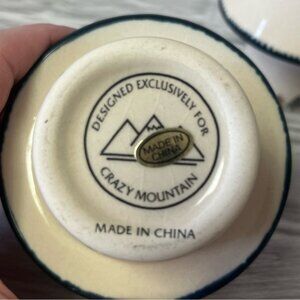 DESIGNED EXCLUSIVELY FOR
MADE IN
CHINA
CRAZY MOUNTAIN
MADE IN CHINA